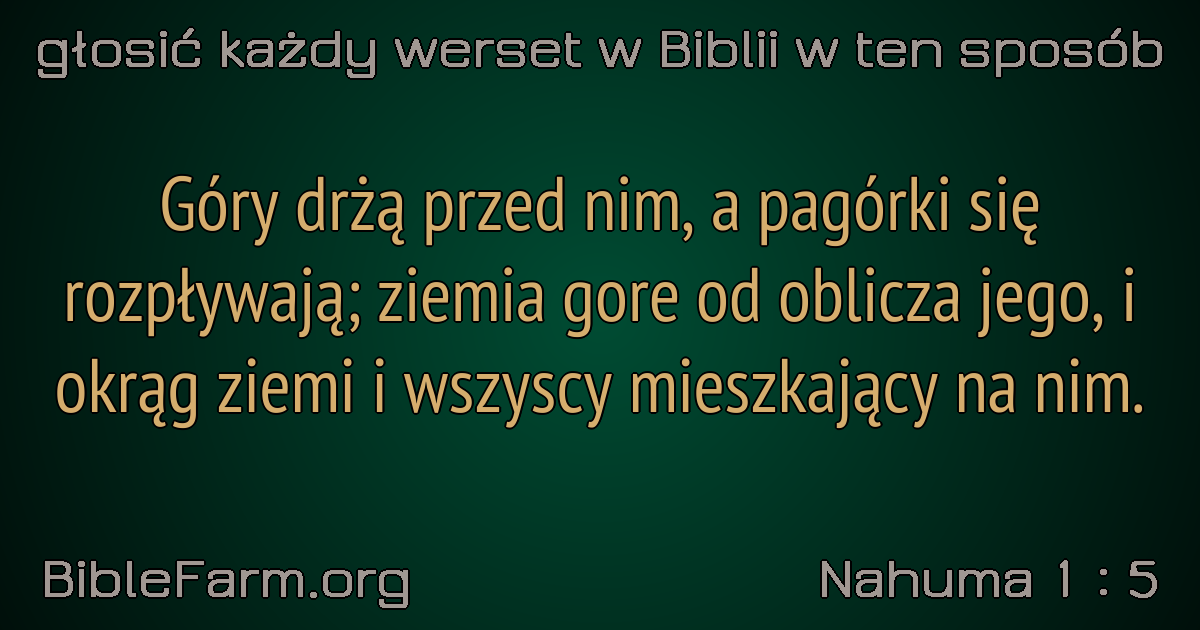 głosić każdy werset w Biblii w ten sposób
Góry drżą przed nim, a pagórki się
rozpływają; ziemia gore od oblicza jego, i
okrąg ziemi i wszyscy mieszkający na nim.
BibleFarm.org
Nahuma 1 : 5